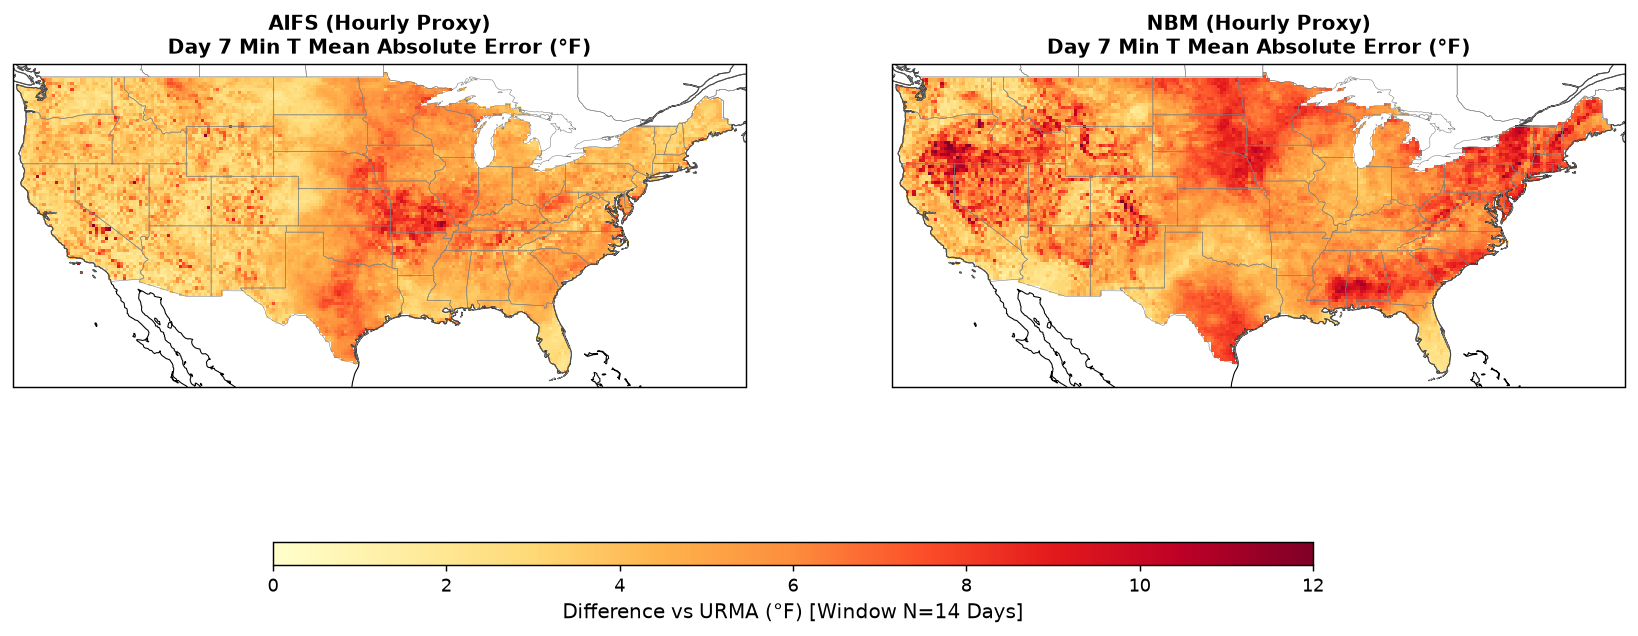 AIFS (Hourly Proxy)
Day 7 Min T Mean Absolute Error (°F)
NBM (Hourly Proxy)
Day 7 Min T Mean Absolute Error (°F)
0 2 4 6 8 10 12
Difference vs URMA (°F) [Window N=14 Days]